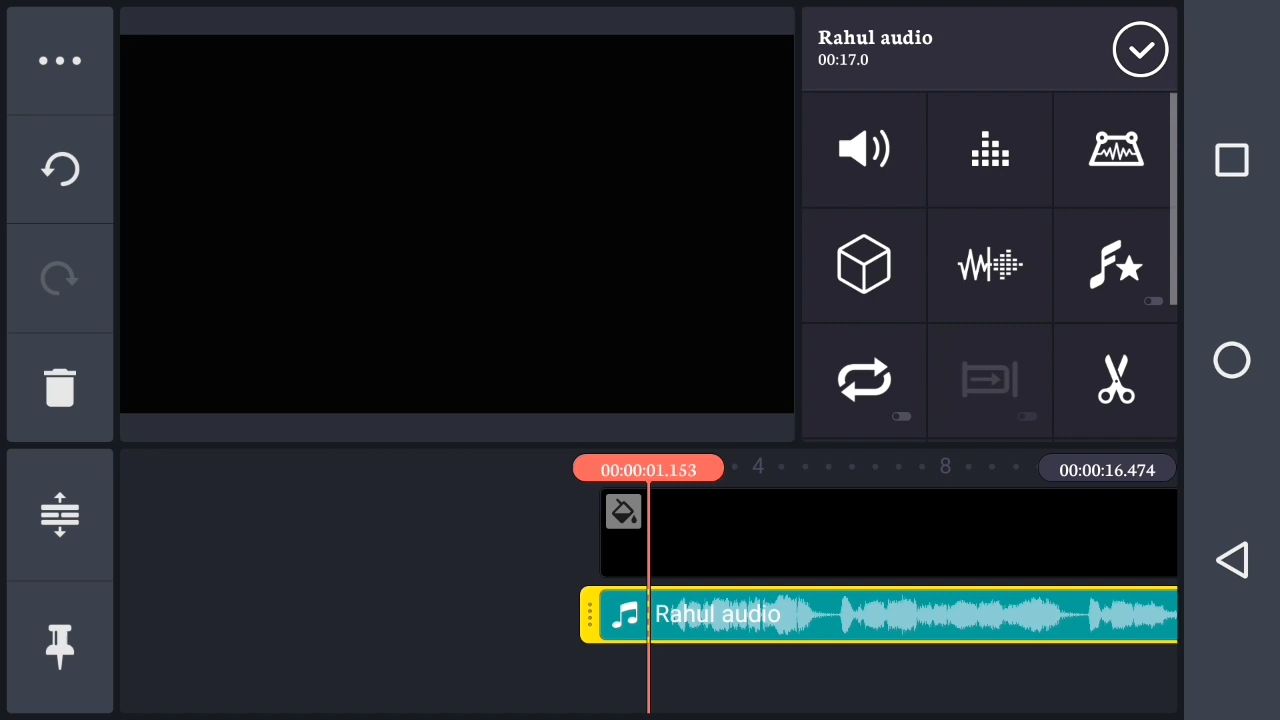 Rahul audio
00:17.0
00:00:01.153
4
8
00:00:16.474
Rahul audio